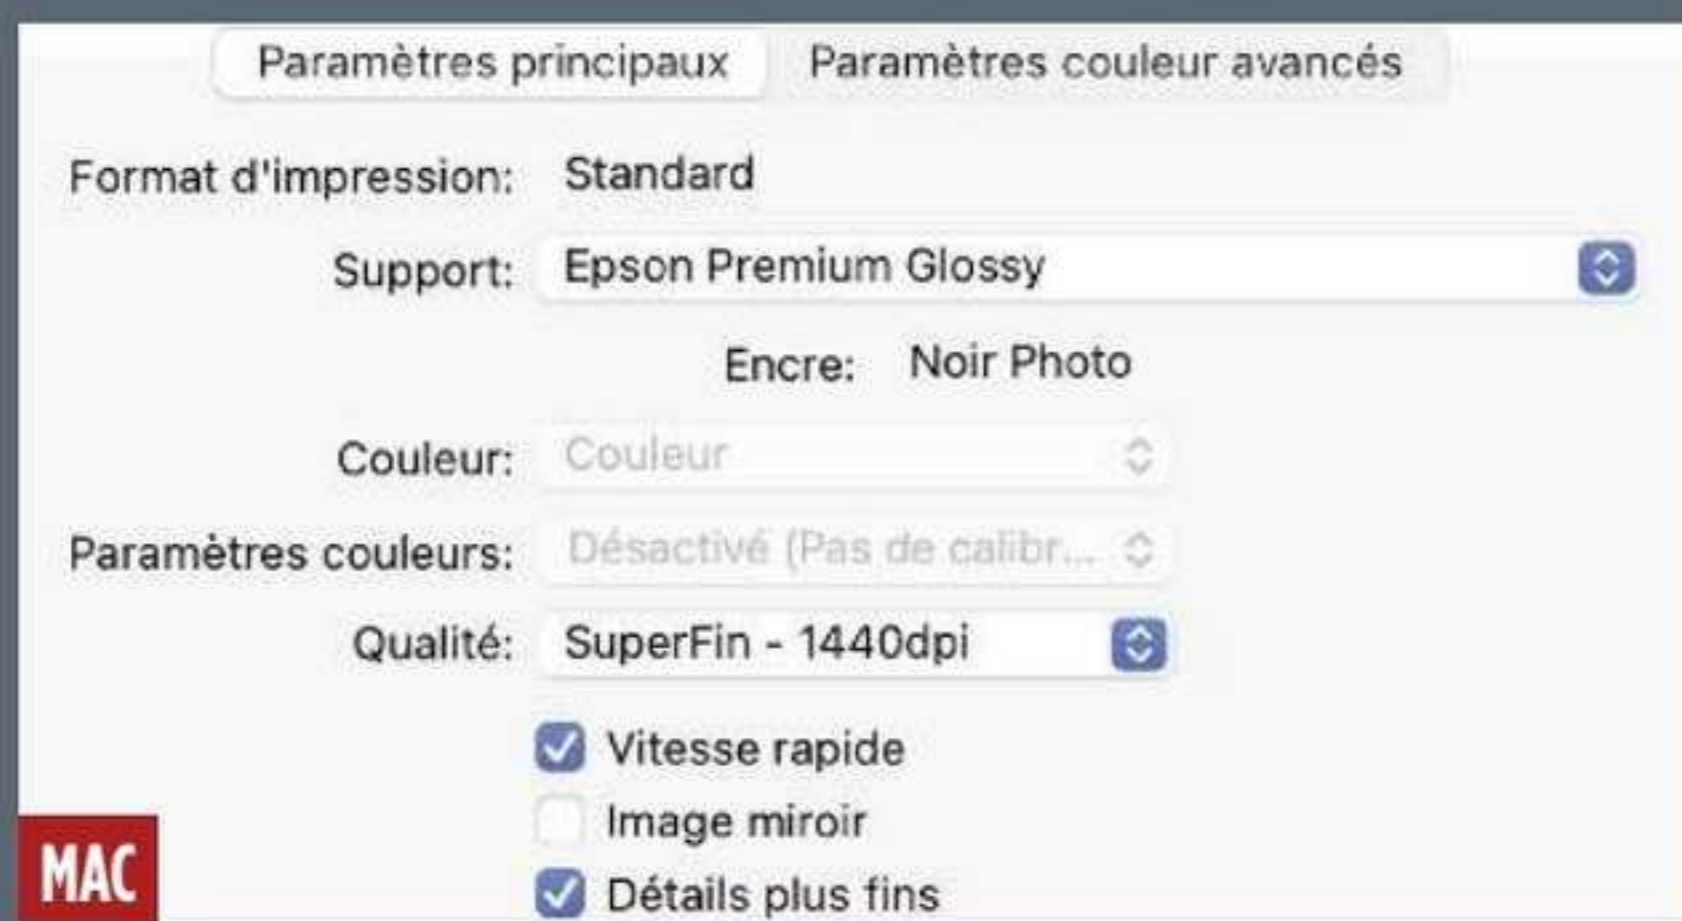 Paramètres principaux Paramètres couleur avancés
Format d'impression: Standard
Support: Epson Premium Glossy
Encre: Noir Photo
Couleur: Couleur
Paramètres couleurs: Désactivé (Pas de calibr...
Qualité: SuperFin - 1440dpi
Vitesse rapide
Image miroir
Détails plus fins
MAC